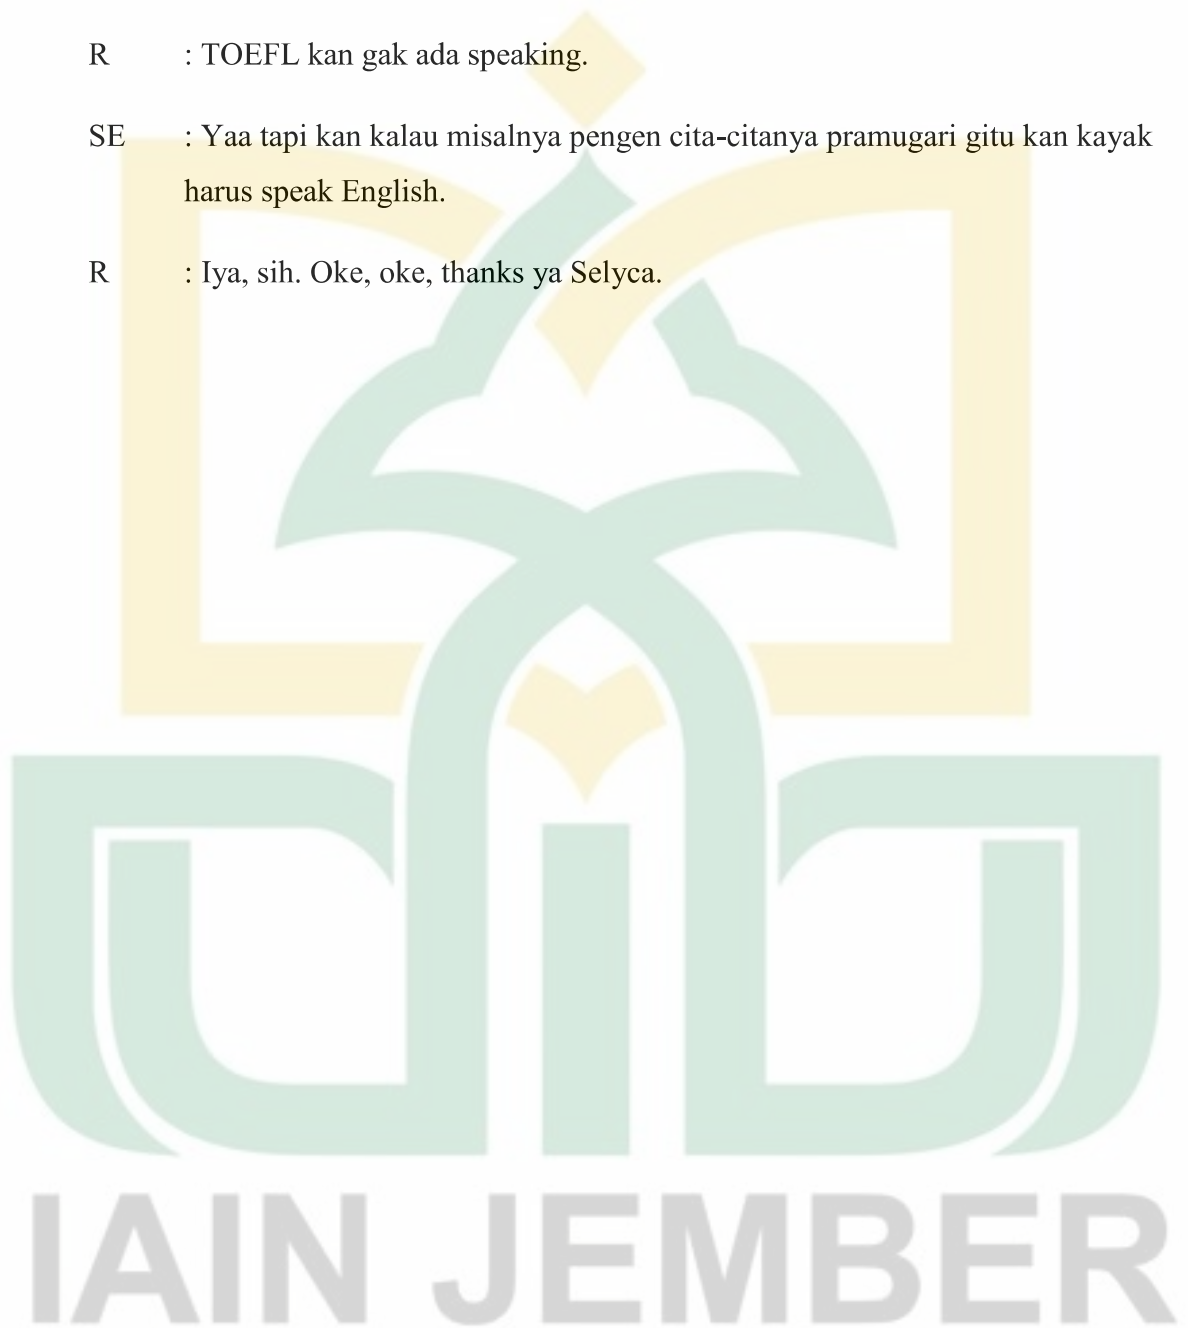 R : TOEFL kan gak ada speaking.
SE : Yaa tapi kan kalau misalnya pengen cita-citanya pramugari gitu kan kayak
harus speak English.
R : Iya, sih. Oke, oke, thanks ya Selyca.
IAIN JEMBER